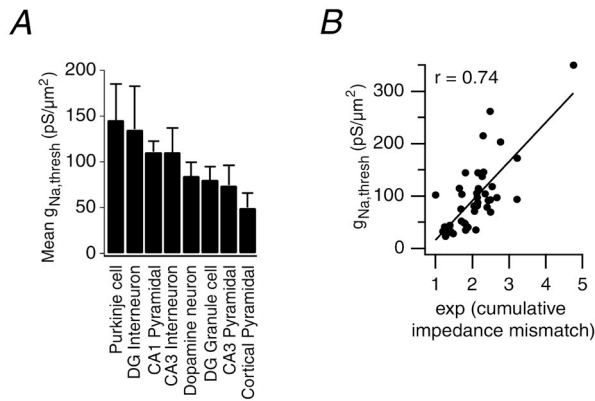 A
Mean gNa,thresh (pS/µm²)
200
150
100
50
0
Purkinje cell
DG Interneuron
CA1 Pyramidal
CA3 Interneuron
Dopamine neuron
DG Granule cell
CA3 Pyramidal
Cortical Pyramidal
B
r = 0.74
gNa,thresh (pS/µm²)
300
200
100
0
1 2 3 4 5
exp (cumulative
impedance mismatch)